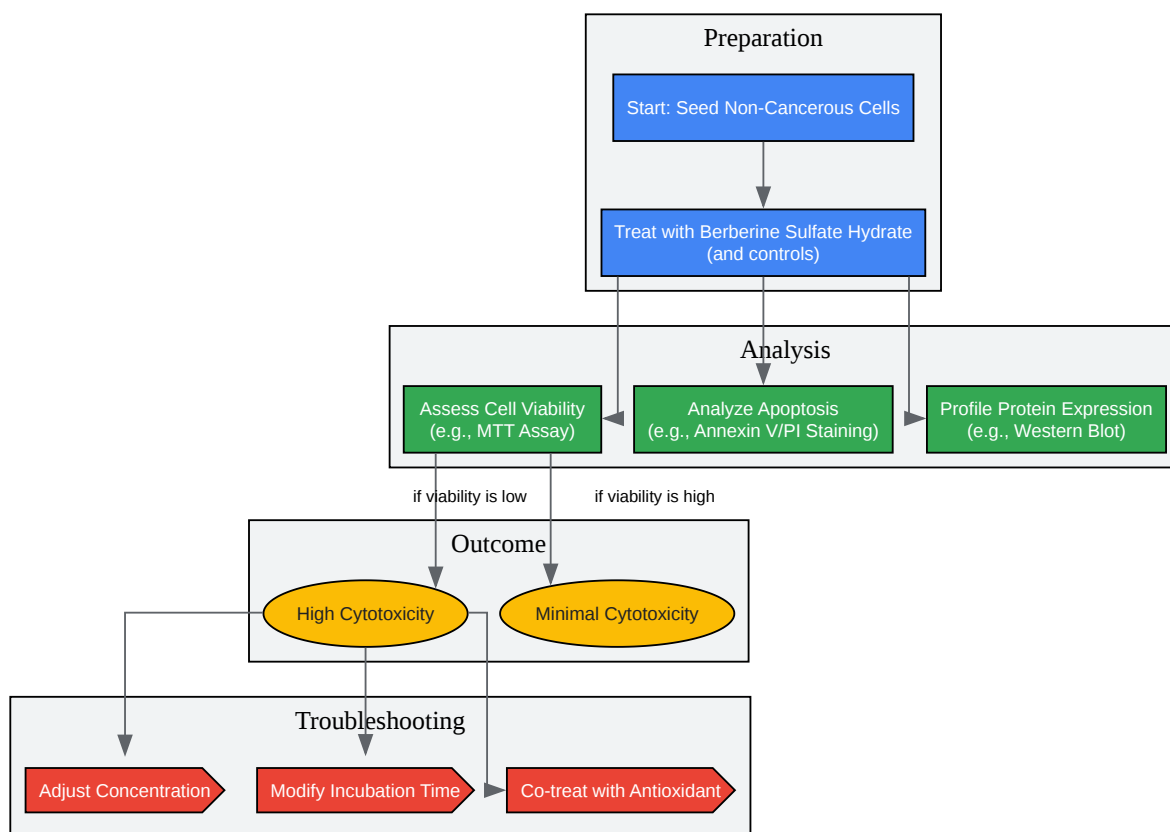 Preparation
Start: Seed Non-Cancerous Cells
Treat with Berberine Sulfate Hydrate
(and controls)
Analysis
Assess Cell Viability
(e.g., MTT Assay)
Analyze Apoptosis
(e.g., Annexin V/PI Staining)
Profile Protein Expression
(e.g., Western Blot)
if viability is low
if viability is high
Outcome
High Cytotoxicity
Minimal Cytotoxicity
Troubleshooting
Adjust Concentration
Modify Incubation Time
Co-treat with Antioxidant